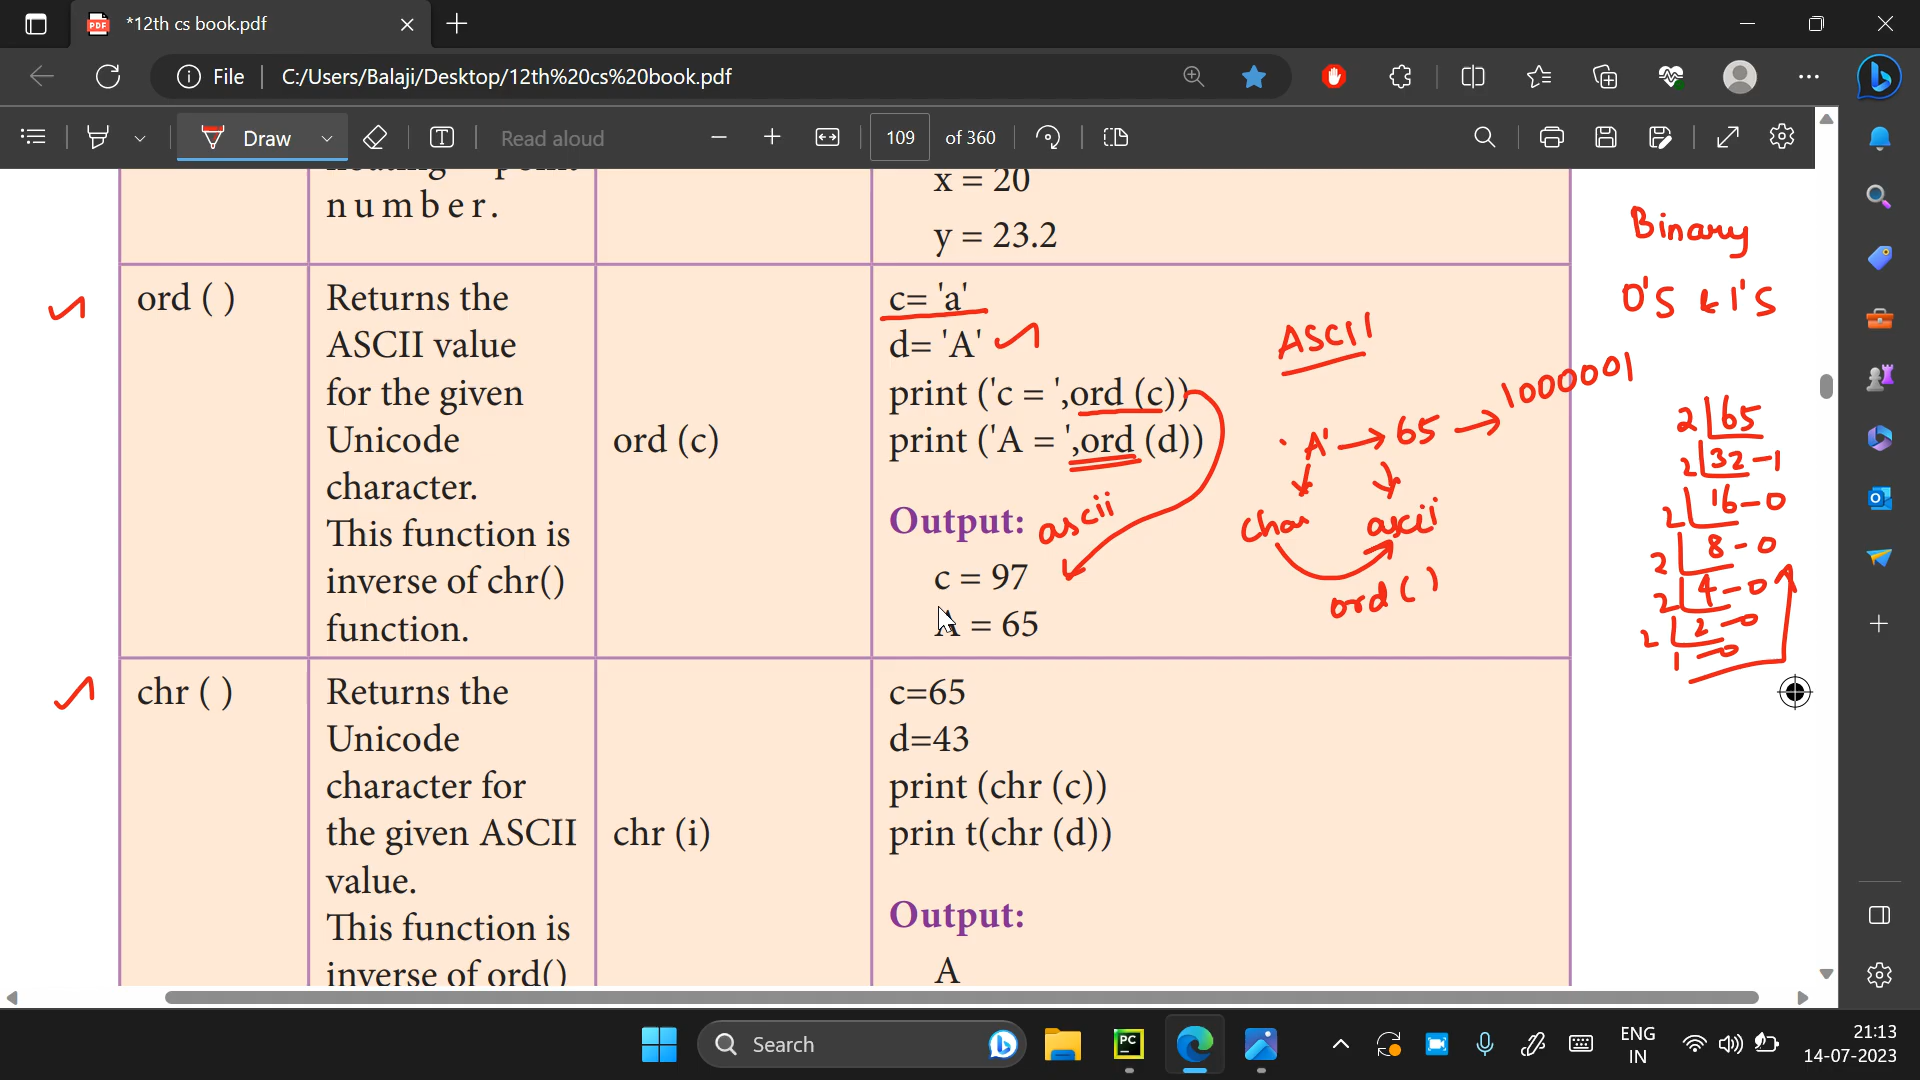 *12th cs book.pdf
File
C:/Users/Balaji/Desktop/12th%20cs%20book.pdf
Draw
Read aloud
109
of 360
number.
x = 20
y = 23.2
ord ( )
Returns the
ASCII value
for the given
Unicode
character.
This function is
inverse of chr()
function.
ord (c)
c= 'a'
d= 'A'
print ('c = ',ord (c))
print ('A = ',ord (d))
Output:
c = 97
A = 65
ascii
ASCII
'A' → 65 → 1000001
char ascii
ord ( )
Binary
0's & 1's
2 65
2 32 - 1
2 16 - 0
2 8 - 0
2 4 - 0
2 2 - 0
1 - 0
chr ( )
Returns the
Unicode
character for
the given ASCII
value.
This function is
inverse of ord()
chr (i)
c=65
d=43
print (chr (c))
prin t(chr (d))
Output:
A
Search
PC
ENG
IN
21:13
14-07-2023